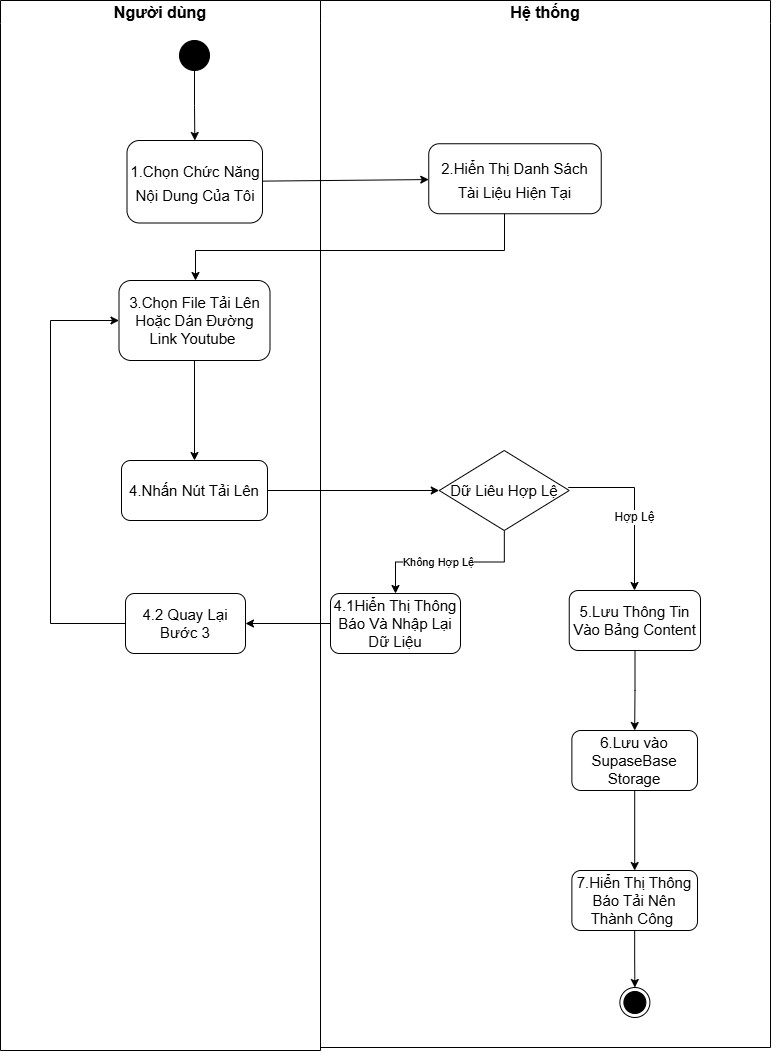 Người dùng
Hệ thống
1.Chọn Chức Năng
Nội Dung Của Tôi
2.Hiển Thị Danh Sách
Tài Liệu Hiện Tại
3.Chọn File Tải Lên
Hoặc Dán Đường
Link Youtube
4.Nhấn Nút Tải Lên
Dữ Liêu Hợp Lệ
Hợp Lệ
Không Hợp Lệ
4.1Hiển Thị Thông
Báo Và Nhập Lại
Dữ Liệu
4.2 Quay Lại
Bước 3
5.Lưu Thông Tin
Vào Bảng Content
6.Lưu vào
SupaseBase
Storage
7.Hiển Thị Thông
Báo Tải Nên
Thành Công